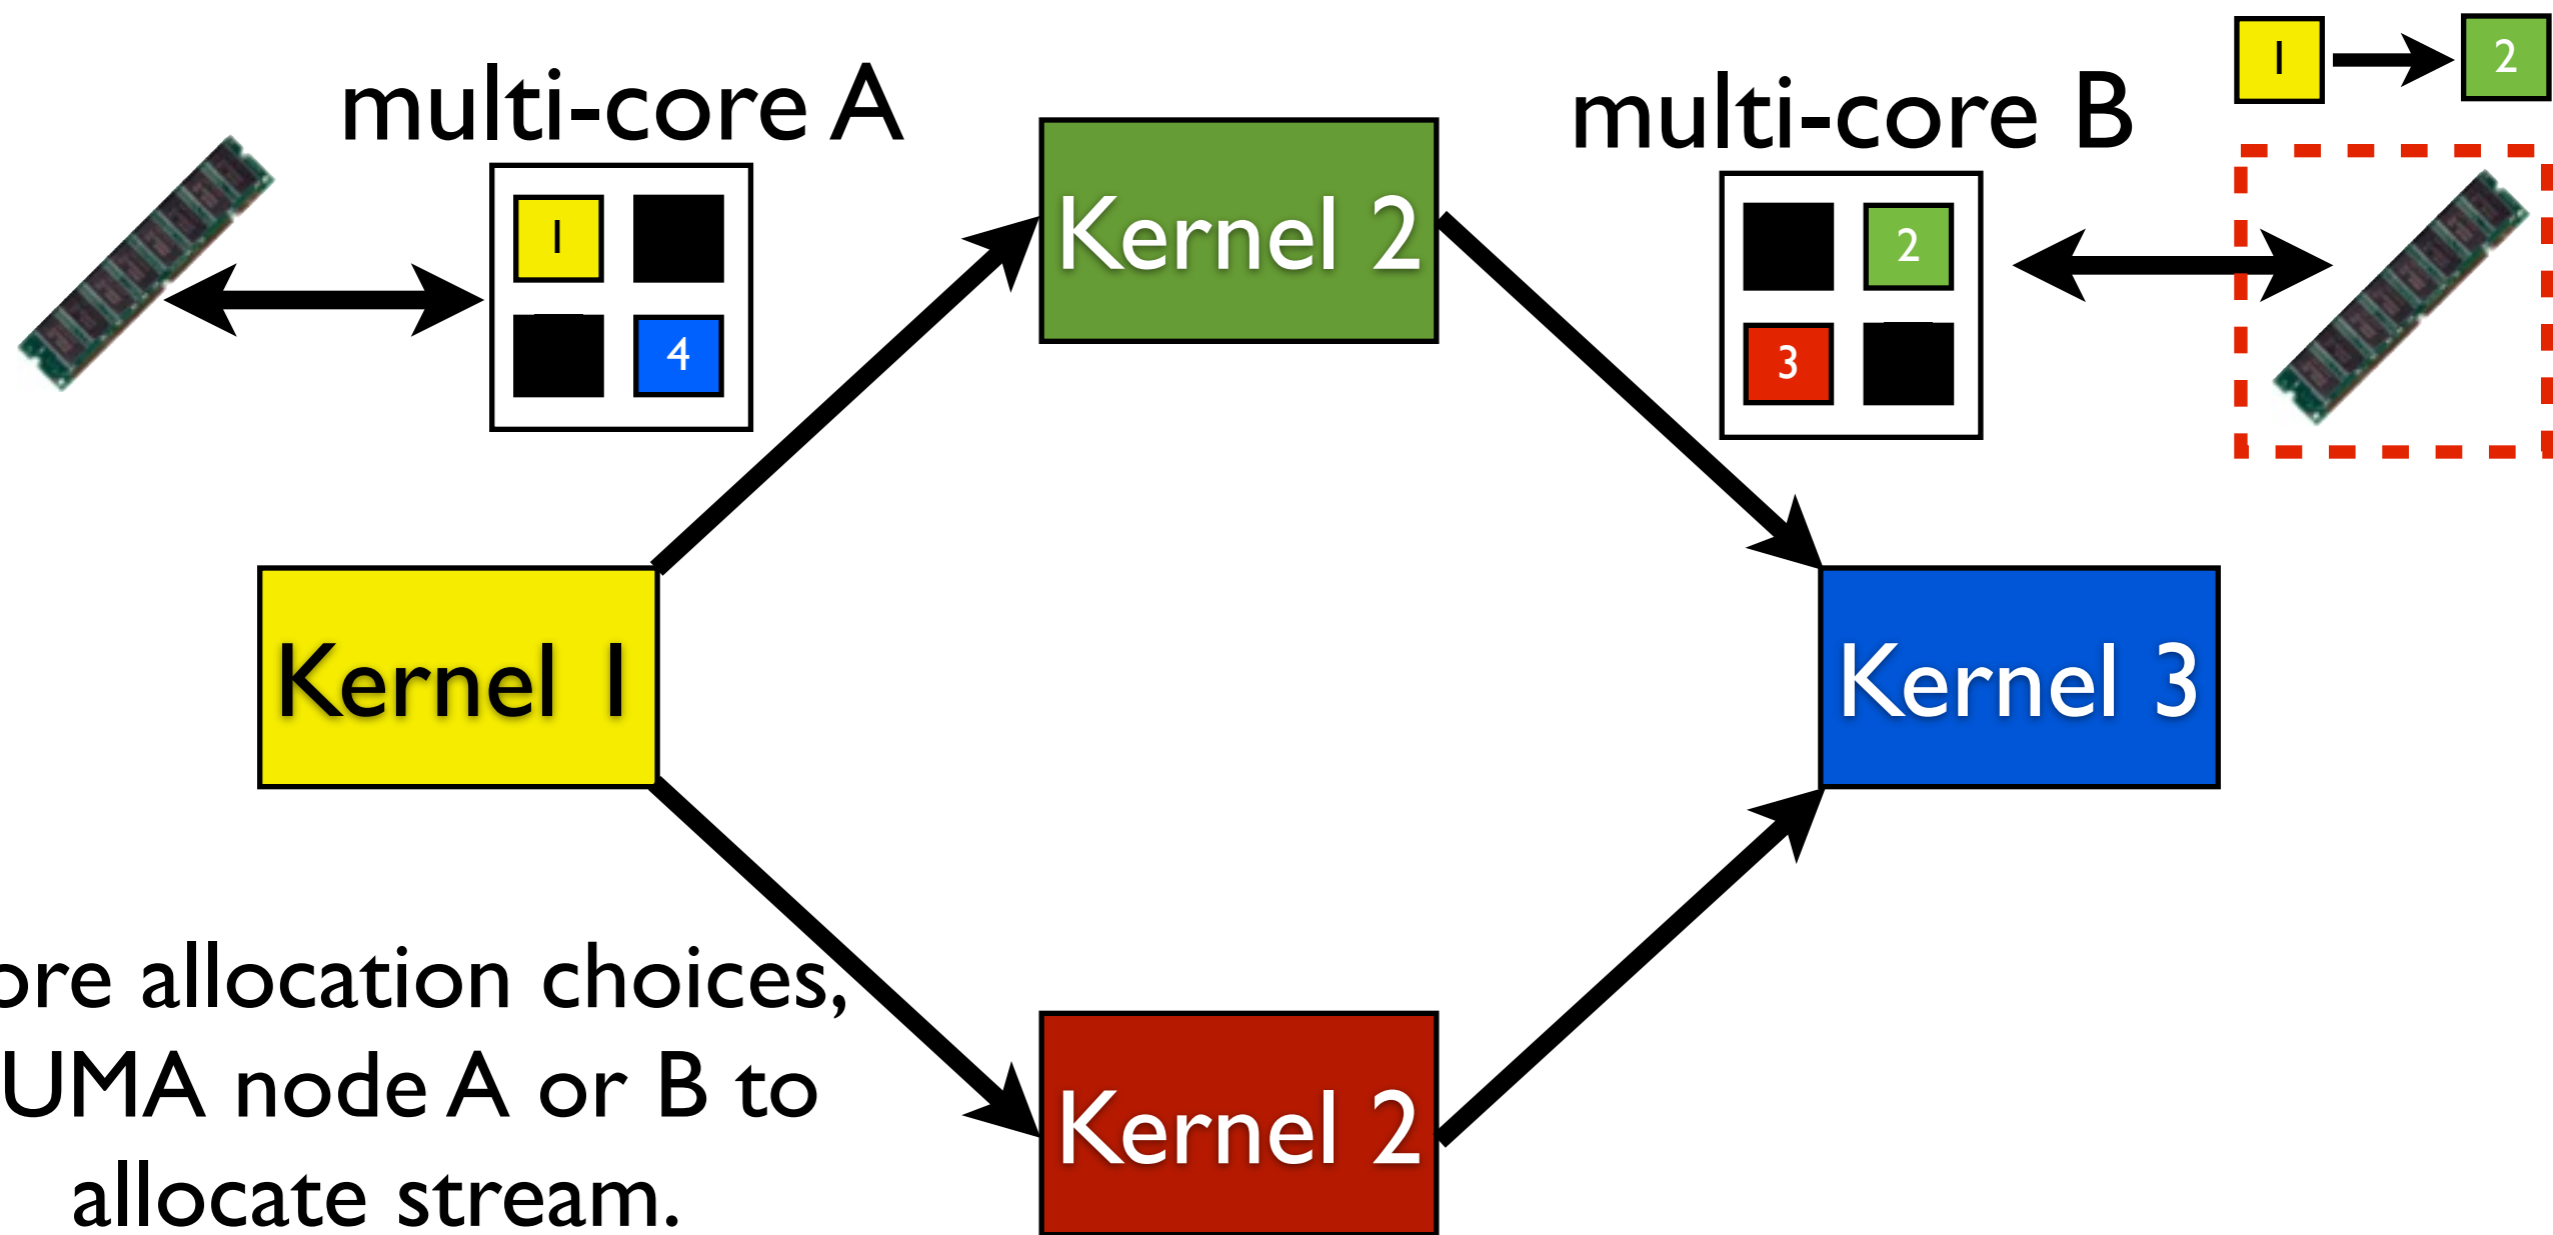 multi-core A
multi-core B
1
2
1
4
2
3
Kernel 2
Kernel 1
Kernel 3
ore allocation choices,
UMA node A or B to
allocate stream.
Kernel 2